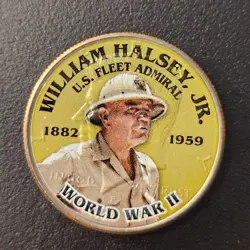 WILLIAM HALSEY, JR.
U.S. FLEET ADMIRAL
1882 1959
WORLD WAR II